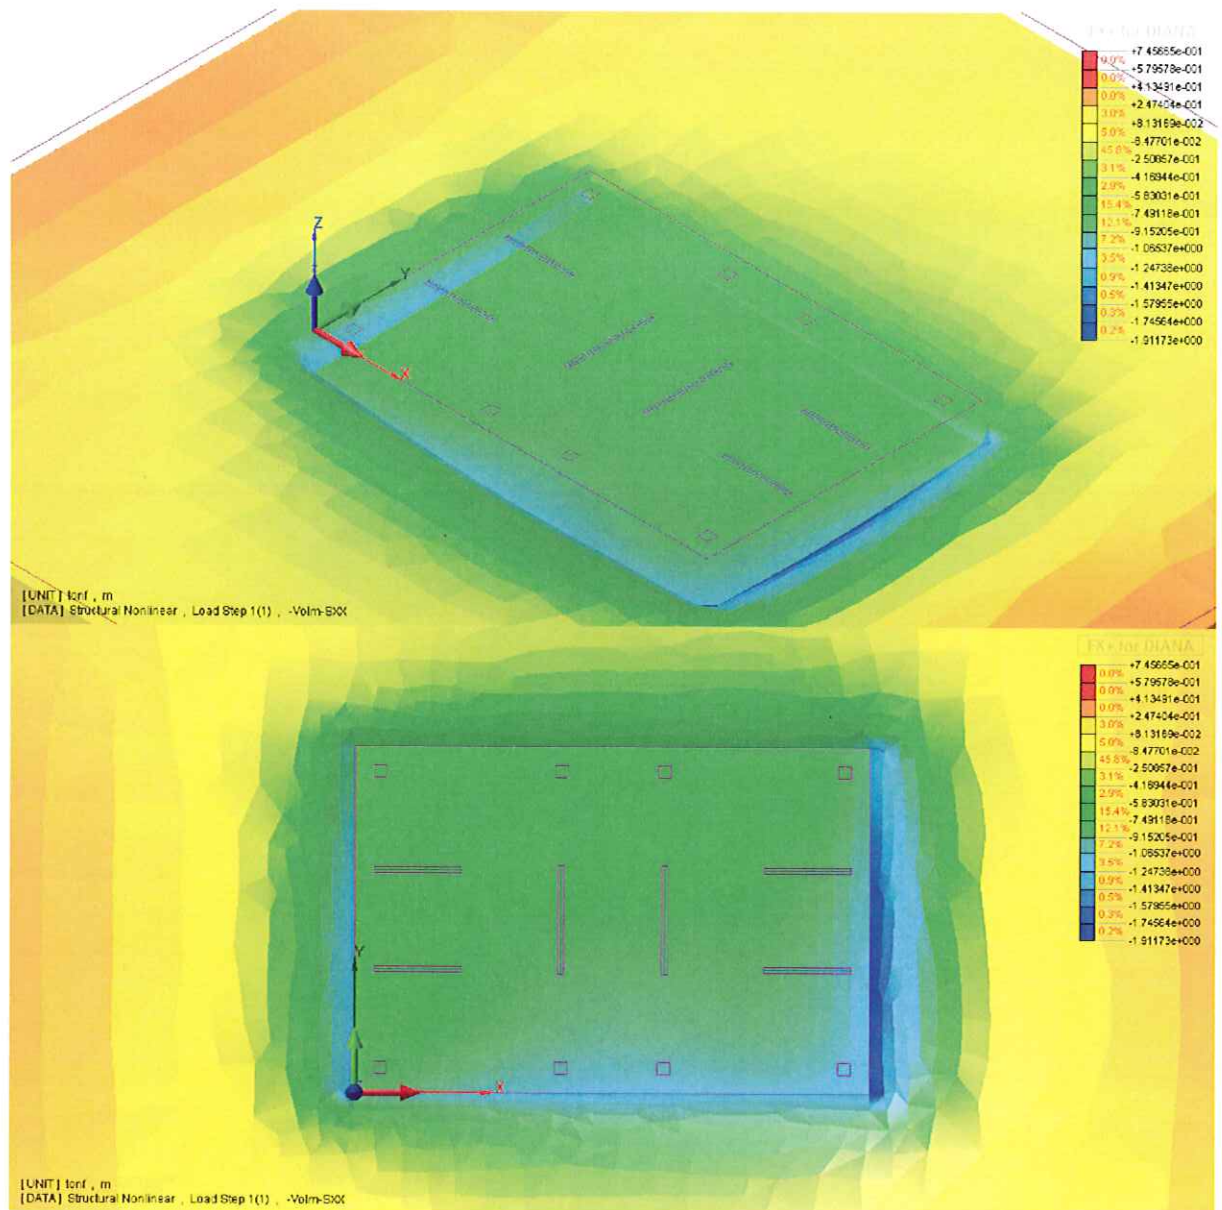 FX+ for DIANA
+7.45665e-001
0.0%
+5.79578e-001
0.0%
+4.13491e-001
0.0%
+2.47404e-001
3.0%
+8.13169e-002
5.0%
-8.47701e-002
45.8%
-2.50857e-001
3.1%
-4.16944e-001
2.9%
-5.83031e-001
15.4%
-7.49118e-001
12.1%
-9.15205e-001
7.2%
-1.08537e+000
3.5%
-1.24738e+000
0.9%
-1.41347e+000
0.5%
-1.57955e+000
0.3%
-1.74564e+000
0.2%
-1.91173e+000
Z
Y
X
[UNIT] tonf , m
[DATA] Structural Nonlinear , Load Step 1(1) , -Volm-SXX
FX+ for DIANA
+7.45665e-001
0.0%
+5.79578e-001
0.0%
+4.13491e-001
0.0%
+2.47404e-001
3.0%
+8.13169e-002
5.0%
-8.47701e-002
45.8%
-2.50857e-001
3.1%
-4.16944e-001
2.9%
-5.83031e-001
15.4%
-7.49118e-001
12.1%
-9.15205e-001
7.2%
-1.08537e+000
3.5%
-1.24738e+000
0.9%
-1.41347e+000
0.5%
-1.57955e+000
0.3%
-1.74564e+000
0.2%
-1.91173e+000
Y
X
[UNIT] tonf , m
[DATA] Structural Nonlinear , Load Step 1(1) , -Volm-SXX